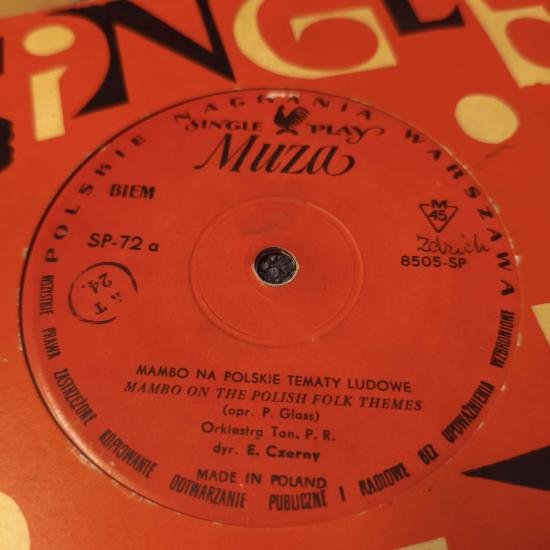 SINGLE
POLSKIE NAGRANIA WARSZAWA
SINGLE PLAY
Muza
BIEM
M
45
SP-72 a
8505-SP
T
24.
MAMBO NA POLSKIE TEMATY LUDOWE
MAMBO ON THE POLISH FOLK THEMES
(opr. P. Glass)
Orkiestra Tan. P. R.
dyr. E. Czerny
MADE IN POLAND
WSZYSTKIE PRAWA ZASTRZEŻONE KOPIOWANIE ODTWARZANIE PUBLICZNE I RADIOWE BEZ UPOWAŻNIENIA WZBRONIONE